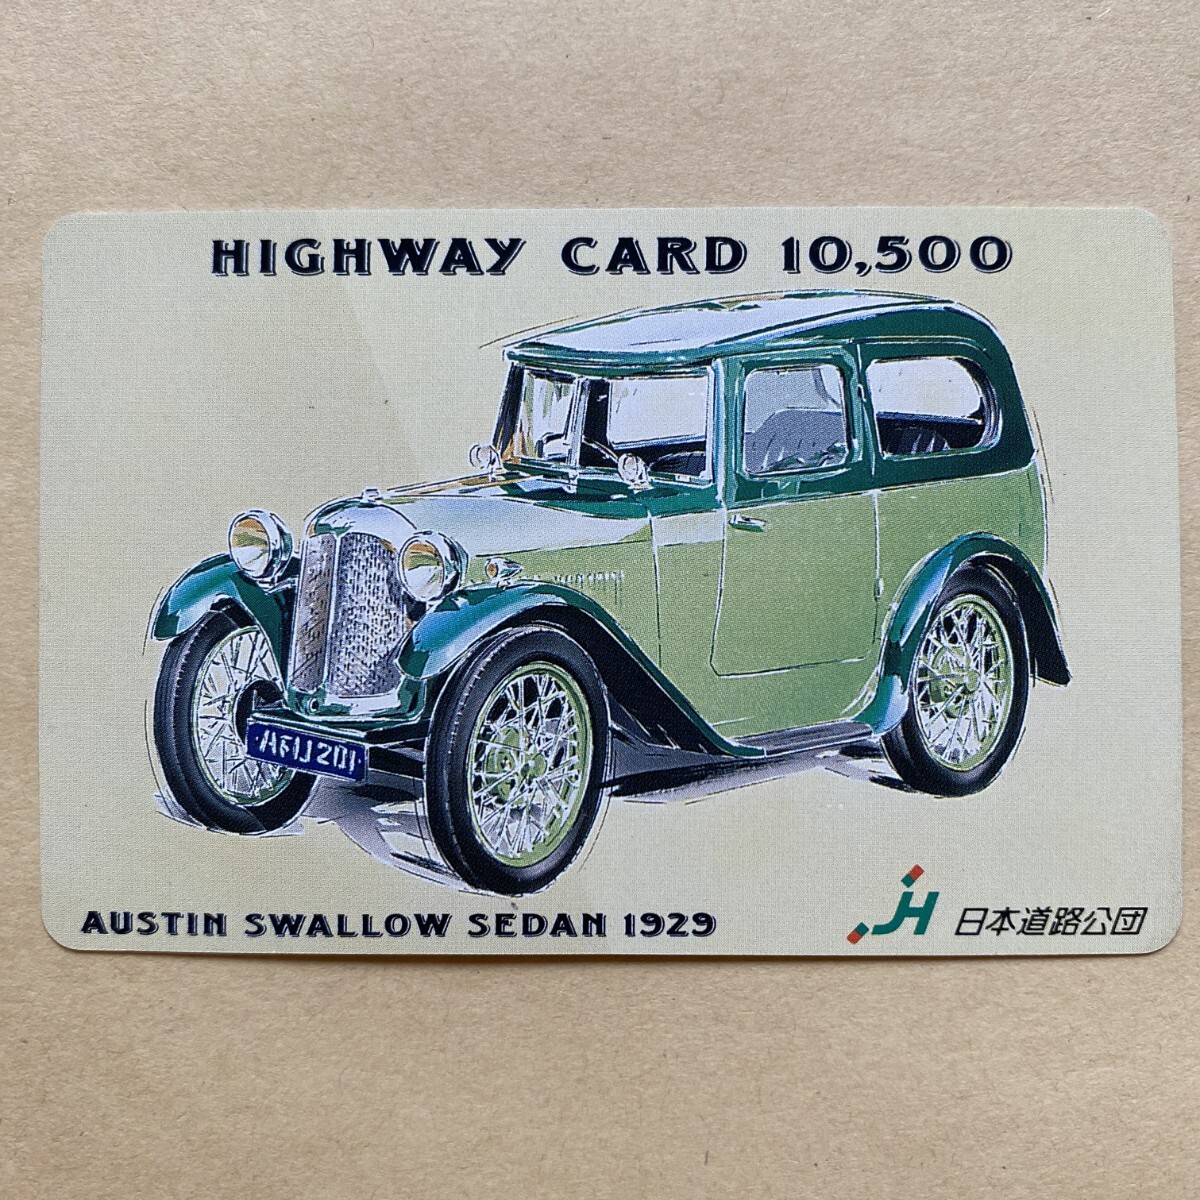 HIGHWAY CARD 10,500
AUSTIN SWALLOW SEDAN 1929
JH 日本道路公団